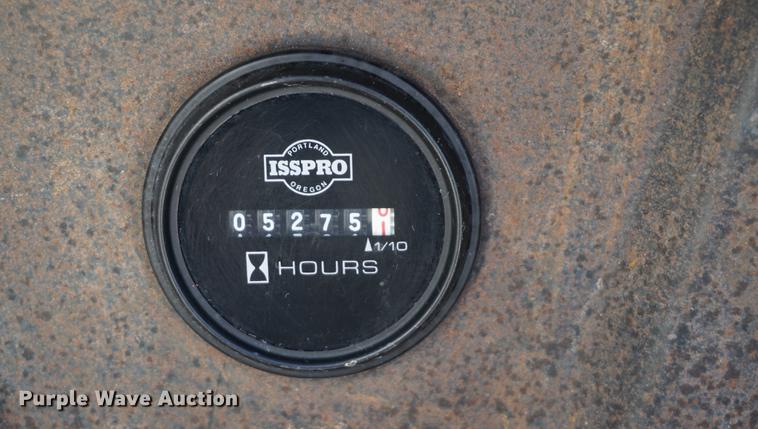 PORTLAND
ISSPRO
OREGON
0 5 2 7 5
1/10
HOURS
Purple Wave Auction